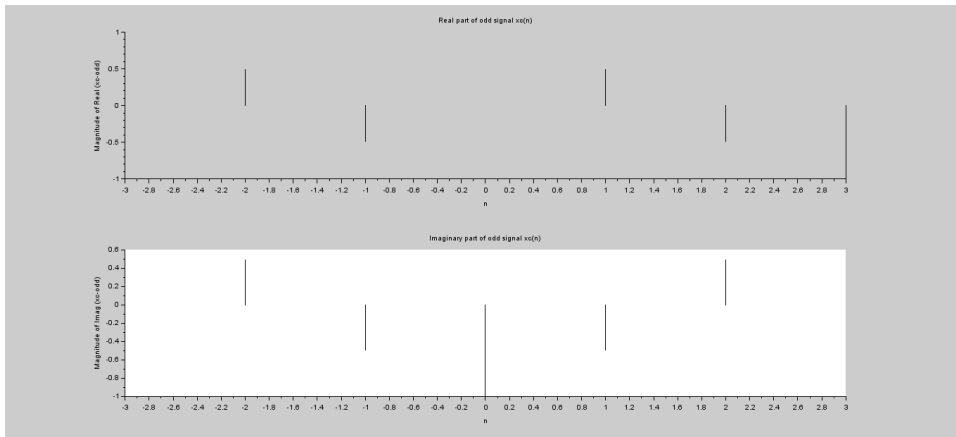 Real part of odd signal xc(n)
1
0.5
0
-0.5
-1
Magnitude of Real (xc-odd)
-3 -2.8 -2.6 -2.4 -2.2 -2 -1.8 -1.6 -1.4 -1.2 -1 -0.8 -0.6 -0.4 -0.2 0 0.2 0.4 0.6 0.8 1 1.2 1.4 1.6 1.8 2 2.2 2.4 2.6 2.8 3
n
Imaginary part of odd signal xc(n)
0.6
0.4
0.2
0
-0.2
-0.4
-0.6
-0.8
-1
Magnitude of Imag (xc-odd)
-3 -2.8 -2.6 -2.4 -2.2 -2 -1.8 -1.6 -1.4 -1.2 -1 -0.8 -0.6 -0.4 -0.2 0 0.2 0.4 0.6 0.8 1 1.2 1.4 1.6 1.8 2 2.2 2.4 2.6 2.8 3
n